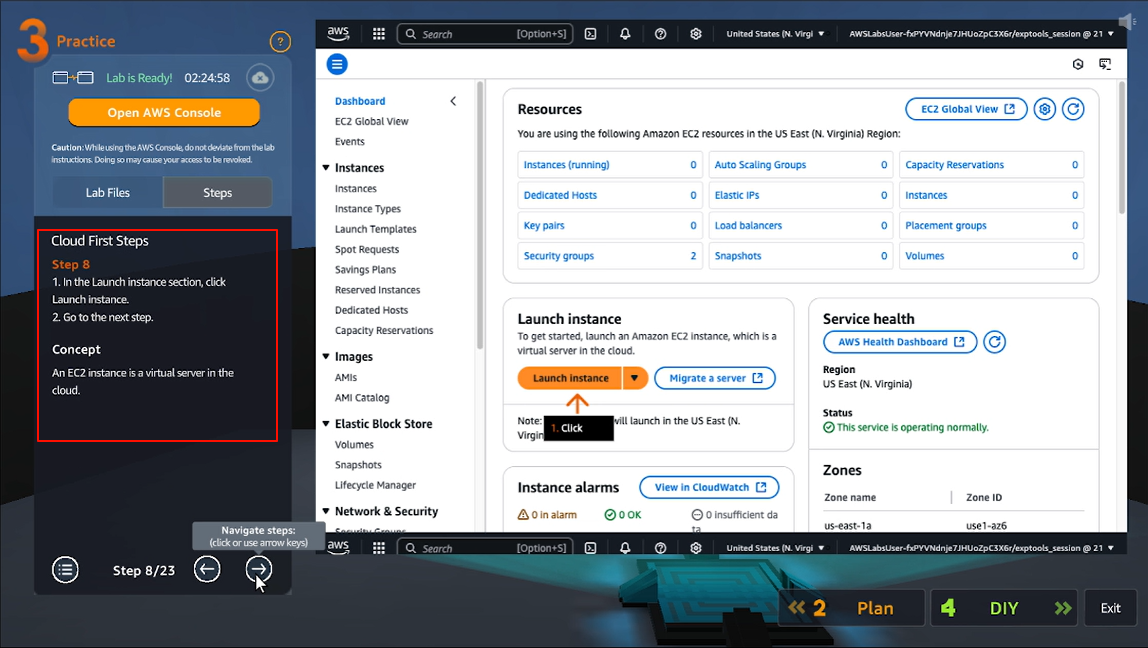 3 Practice
?
Lab is Ready! 02:24:58
Open AWS Console
Caution: While using the AWS Console, do not deviate from the lab
instructions. Doing so may cause your access to be revoked.
Lab Files Steps
Cloud First Steps
Step 8
1. In the Launch instance section, click
Launch instance.
2. Go to the next step.
Concept
An EC2 instance is a virtual server in the
cloud.
Navigate steps:
(click or use arrow keys)
Step 8/23
aws Search [Option+S] United States (N. Virgi AWSLabsUser-fxPYVNdnje7JHUoZpC3X6r/exptools_session @ 21
Dashboard
EC2 Global View
Events
Instances
Instances
Instance Types
Launch Templates
Spot Requests
Savings Plans
Reserved Instances
Dedicated Hosts
Capacity Reservations
Images
AMIs
AMI Catalog
Elastic Block Store
Volumes
Snapshots
Lifecycle Manager
Network & Security
Security Groups
Resources
EC2 Global View
You are using the following Amazon EC2 resources in the US East (N. Virginia) Region:
Instances (running) 0 Auto Scaling Groups 0 Capacity Reservations 0
Dedicated Hosts 0 Elastic IPs 0 Instances 0
Key pairs 0 Load balancers 0 Placement groups 0
Security groups 2 Snapshots 0 Volumes 0
Launch instance
To get started, launch an Amazon EC2 instance, which is a
virtual server in the cloud.
Launch instance Migrate a server
Note: will launch in the US East (N.
Virgin
1. Click
Instance alarms View in CloudWatch
0 in alarm 0 OK 0 insufficient da
ta
Service health
AWS Health Dashboard
Region
US East (N. Virginia)
Status
This service is operating normally.
Zones
Zone name Zone ID
us-east-1a use1-az6
aws Search [Option+S] United States (N. Virgi AWSLabsUser-fxPYVNdnje7JHUoZpC3X6r/exptools_session @ 21
2 Plan
4 DIY
Exit